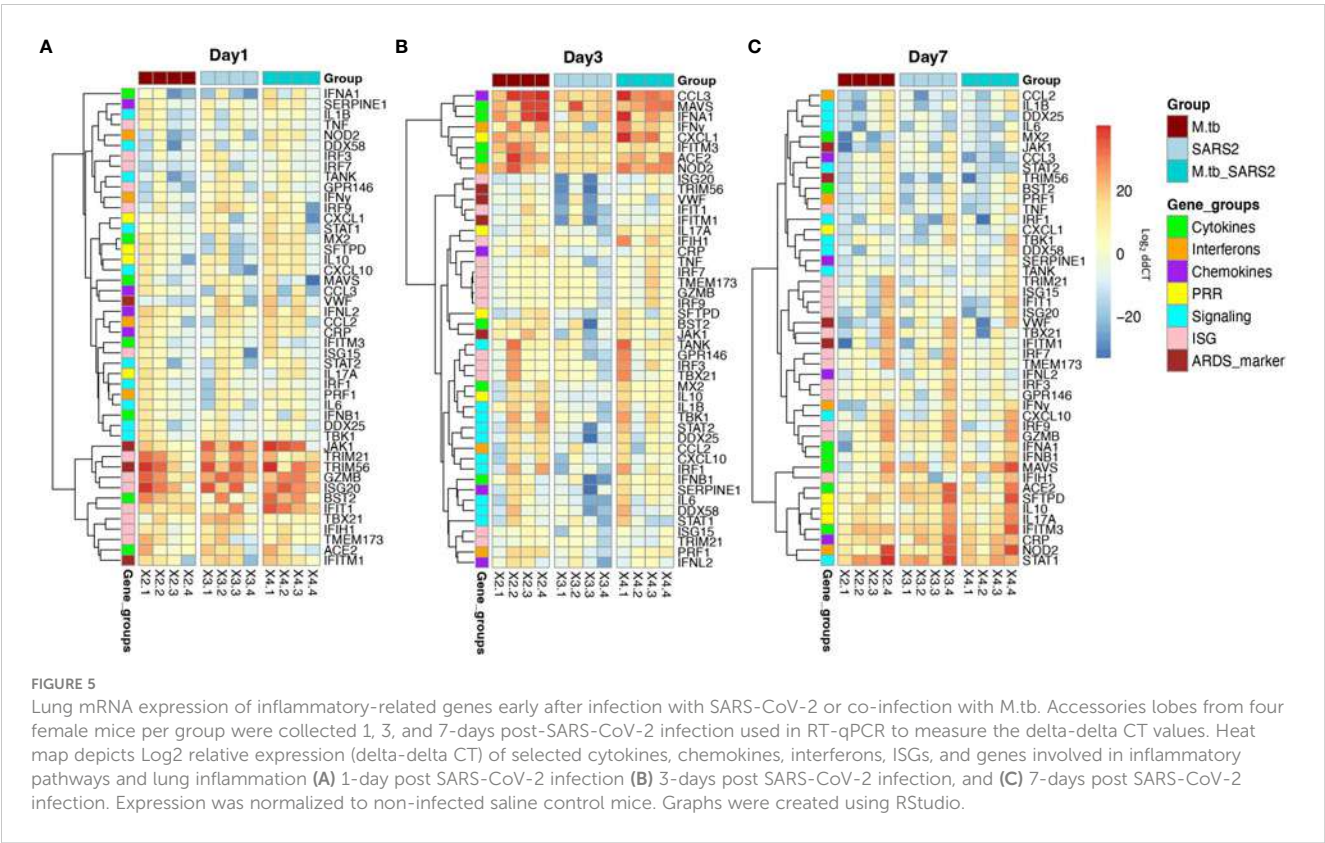 A
Day1
Group
IFNA1
SERPINE1
IL1B
TNF
NOD2
DDX58
IRF3
IRF7
TANK
GPR146
IFNγ
IRF9
CXCL1
STAT1
MX2
SFTPD
IL10
CXCL10
MAVS
CCL3
VWF
IFNL2
CCL2
CRP
IFITM3
ISG15
STAT2
IL17A
IRF1
PRF1
IL6
IFNB1
DDX25
TBK1
JAK1
TRIM21
TRIM56
GZMB
ISG20
BST2
IFIT1
TBX21
IFIH1
TMEM173
ACE2
IFITM1
Gene_groups
X2.1
X2.2
X2.3
X2.4
X3.1
X3.2
X3.3
X3.4
X4.1
X4.2
X4.3
X4.4
B
Day3
Group
CCL3
MAVS
IFNA1
IFNγ
CXCL1
IFITM3
ACE2
NOD2
ISG20
TRIM56
VWF
IFIT1
IFITM1
IL17A
IFIH1
CRP
TNF
IRF7
TMEM173
GZMB
IRF9
SFTPD
BST2
JAK1
TANK
GPR146
IRF3
TBX21
MX2
IL10
IL1B
TBK1
STAT2
DDX25
CCL2
CXCL10
IRF1
IFNB1
SERPINE1
IL6
DDX58
STAT1
ISG15
TRIM21
PRF1
IFNL2
Gene_groups
X2.1
X2.2
X2.3
X2.4
X3.1
X3.2
X3.3
X3.4
X4.1
X4.2
X4.3
X4.4
C
Day7
Group
CCL2
IL1B
DDX25
IL6
MX2
JAK1
CCL3
STAT2
TRIM56
BST2
PRF1
TNF
IRF1
CXCL1
TBK1
DDX58
SERPINE1
TANK
TRIM21
ISG15
IFIT1
ISG20
VWF
TBX21
IFITM1
IRF7
TMEM173
IFNL2
IRF3
GPR146
IFNγ
CXCL10
IRF9
GZMB
IFNA1
IFNB1
MAVS
IFIH1
ACE2
SFTPD
IL10
IL17A
IFITM3
CRP
NOD2
STAT1
Gene_groups
X2.1
X2.2
X2.3
X2.4
X3.1
X3.2
X3.3
X3.4
X4.1
X4.2
X4.3
X4.4
20
0
−20
Log₂ ddCT
Group
M.tb
SARS2
M.tb_SARS2
Gene_groups
Cytokines
Interferons
Chemokines
PRR
Signaling
ISG
ARDS_marker
FIGURE 5
Lung mRNA expression of inflammatory-related genes early after infection with SARS-CoV-2 or co-infection with M.tb. Accessories lobes from four
female mice per group were collected 1, 3, and 7-days post-SARS-CoV-2 infection used in RT-qPCR to measure the delta-delta CT values. Heat
map depicts Log2 relative expression (delta-delta CT) of selected cytokines, chemokines, interferons, ISGs, and genes involved in inflammatory
pathways and lung inflammation (A) 1-day post SARS-CoV-2 infection (B) 3-days post SARS-CoV-2 infection, and (C) 7-days post SARS-CoV-2
infection. Expression was normalized to non-infected saline control mice. Graphs were created using RStudio.